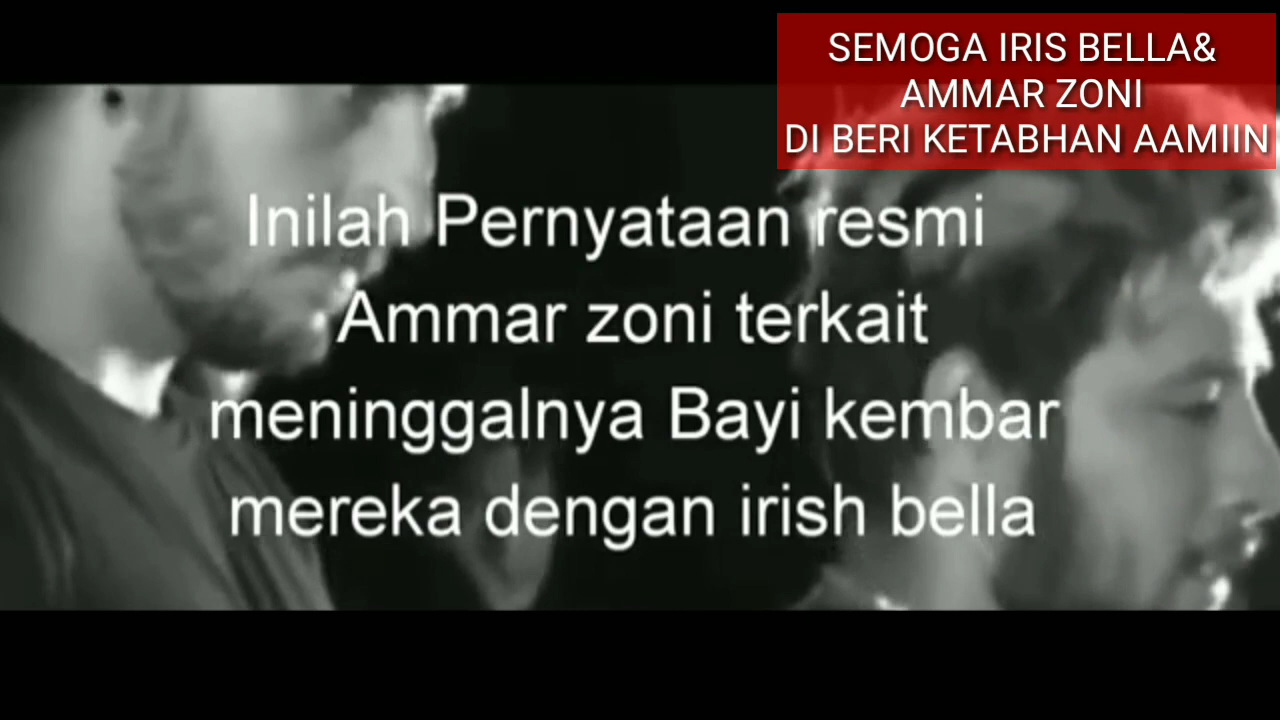 SEMOGA IRIS BELLA&
AMMAR ZONI
DI BERI KETABHAN AAMIIN
Inilah Pernyataan resmi
Ammar zoni terkait
meninggalnya Bayi kembar
mereka dengan irish bella